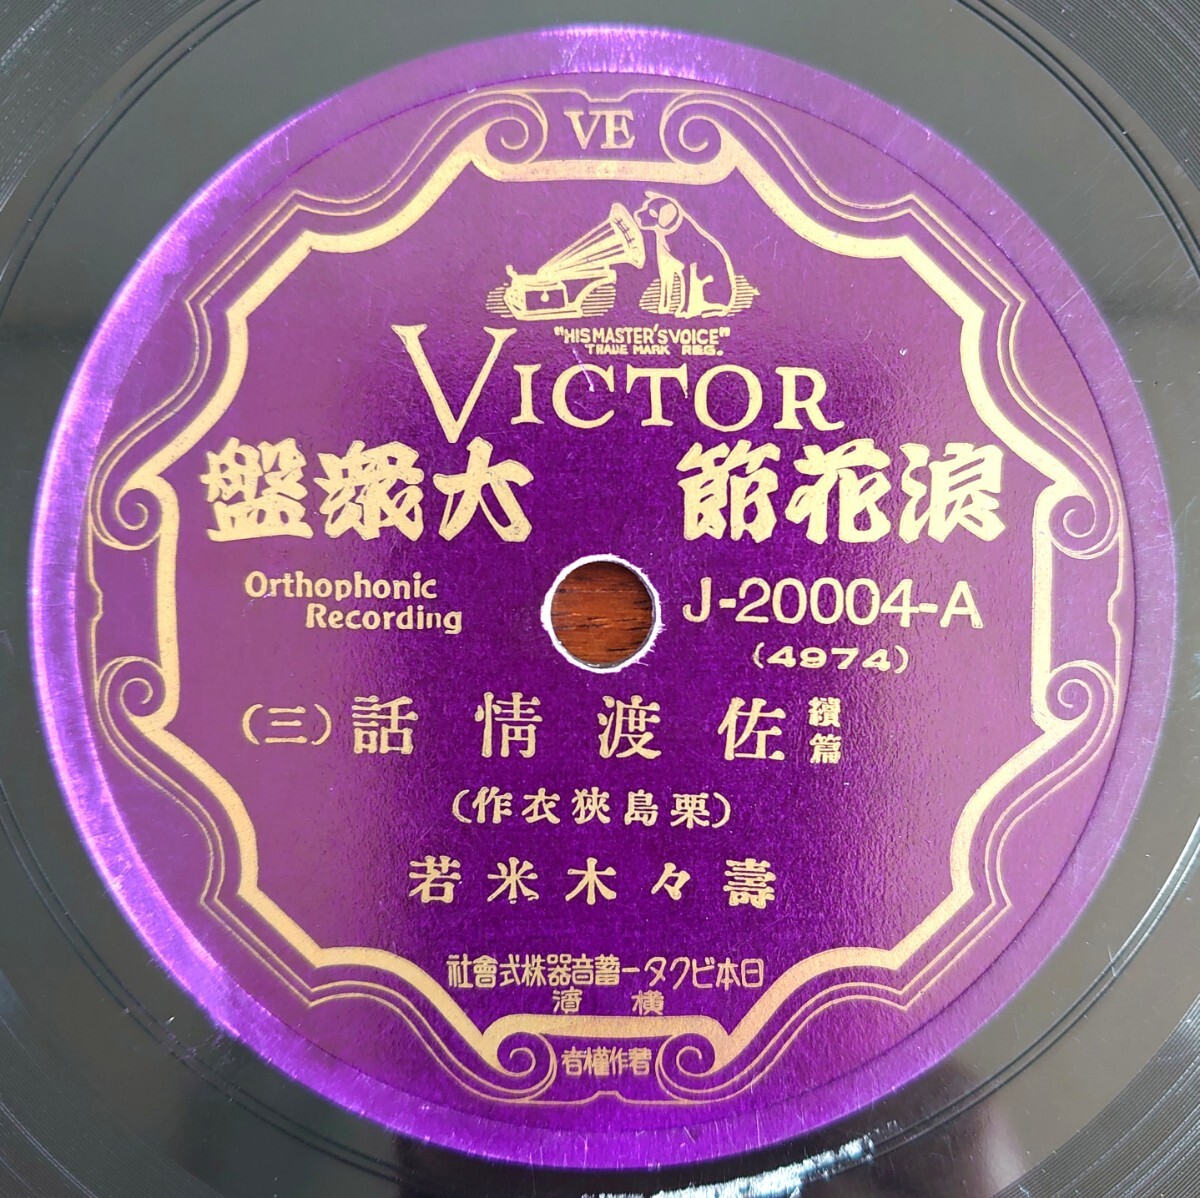 VE
"HIS MASTER'S VOICE"
TRADE MARK REG.
VICTOR
浪花節 大衆盤
Orthophonic
Recording
J-20004-A
(4974)
續篇 佐渡情話 (三)
(栗島狹衣作)
壽々木米若
日本ビクター蓄音器株式會社
横濱
著作權者